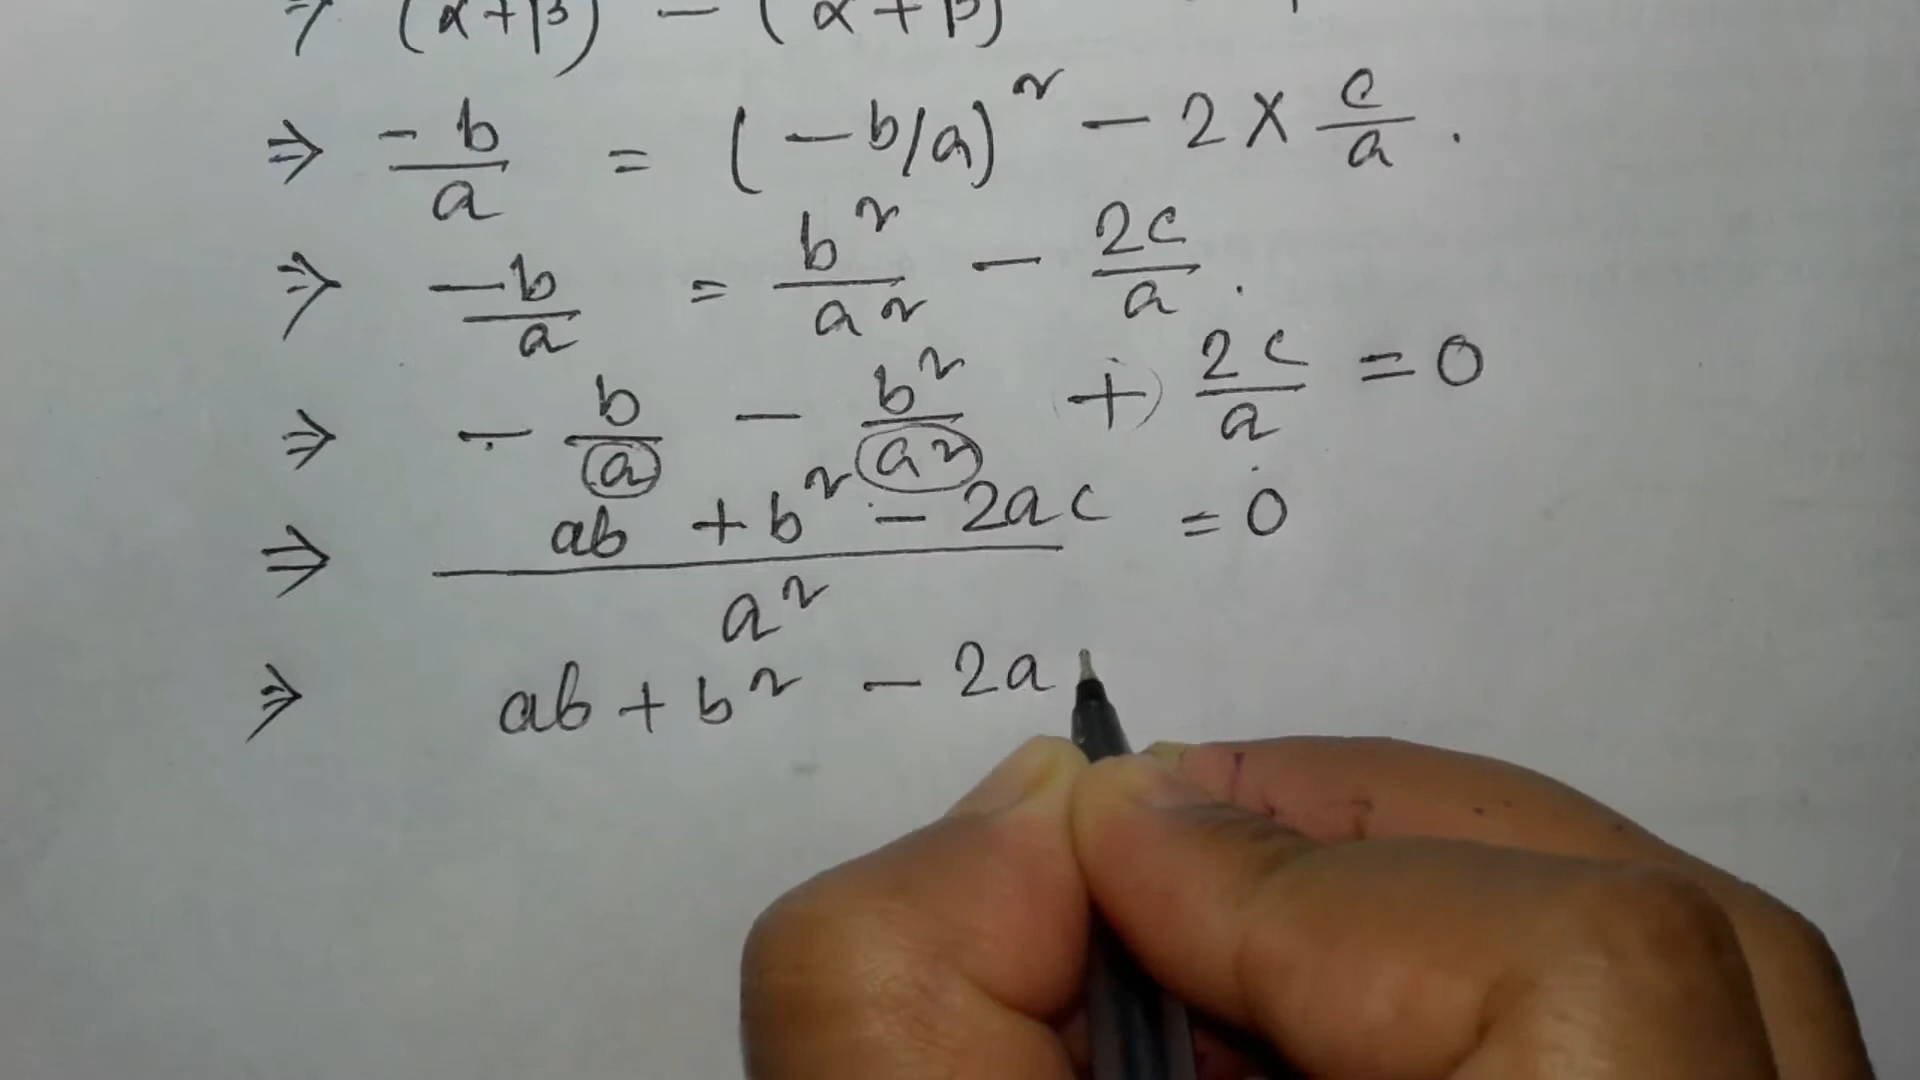 ⇒ (α+β) − (α+β)
⇒ -b/a = (-b/a)² − 2 × c/a .
⇒ -b/a = b²/a² − 2c/a .
⇒ − b/a − b²/a² + 2c/a = 0
⇒ (ab + b² − 2ac)/a² = 0
⇒ ab + b² − 2a